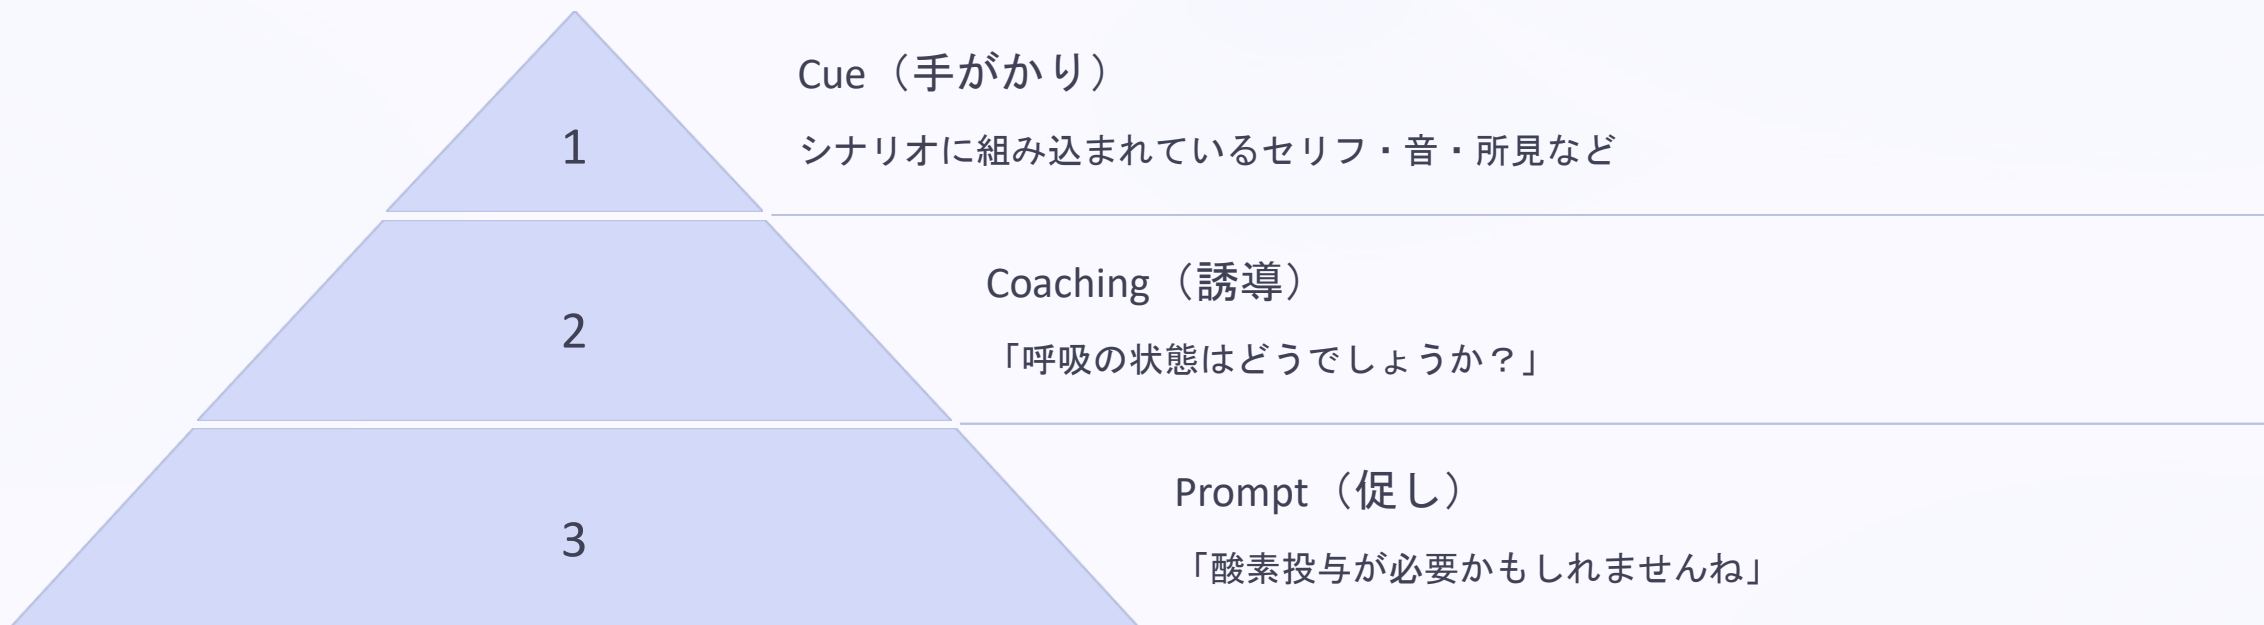 1
Cue（手がかり）
シナリオに組み込まれているセリフ・音・所見など
2
Coaching（誘導）
「呼吸の状態はどうでしょうか？」
3
Prompt（促し）
「酸素投与が必要かもしれませんね」